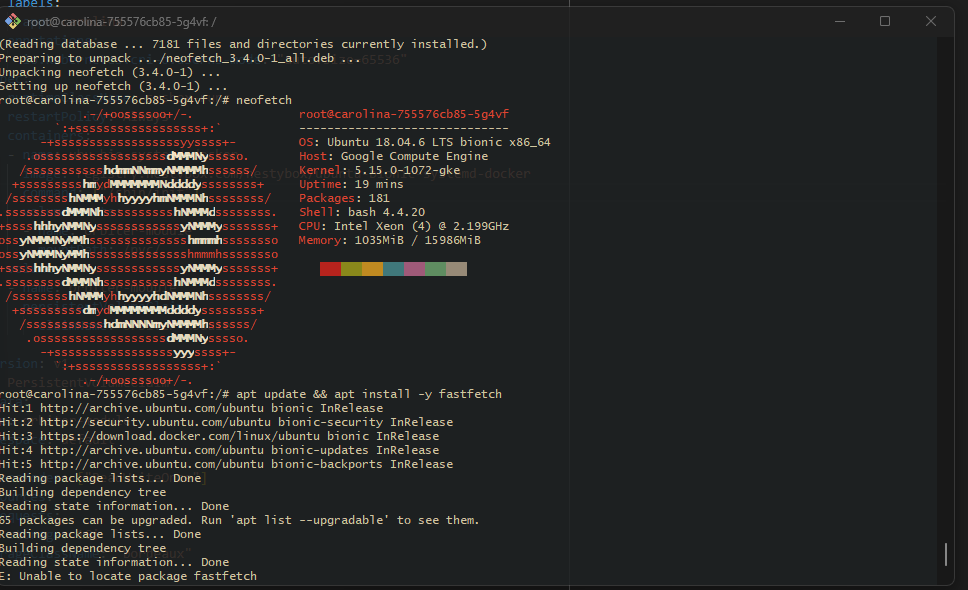 labels:
root@carolina-755576cb85-5g4vf: /
(Reading database ... 7181 files and directories currently installed.)
Preparing to unpack .../neofetch_3.4.0-1_all.deb ...
Unpacking neofetch (3.4.0-1) ...
Setting up neofetch (3.4.0-1) ...
root@carolina-755576cb85-5g4vf:/# neofetch
root@carolina-755576cb85-5g4vf
------------------------------
OS: Ubuntu 18.04.6 LTS bionic x86_64
Host: Google Compute Engine
Kernel: 5.15.0-1072-gke
Uptime: 19 mins
Packages: 181
Shell: bash 4.4.20
CPU: Intel Xeon (4) @ 2.199GHz
Memory: 1035MiB / 15986MiB
root@carolina-755576cb85-5g4vf:/# apt update && apt install -y fastfetch
Hit:1 http://archive.ubuntu.com/ubuntu bionic InRelease
Hit:2 http://security.ubuntu.com/ubuntu bionic-security InRelease
Hit:3 https://download.docker.com/linux/ubuntu bionic InRelease
Hit:4 http://archive.ubuntu.com/ubuntu bionic-updates InRelease
Hit:5 http://archive.ubuntu.com/ubuntu bionic-backports InRelease
Reading package lists... Done
Building dependency tree
Reading state information... Done
65 packages can be upgraded. Run 'apt list --upgradable' to see them.
Reading package lists... Done
Building dependency tree
Reading state information... Done
E: Unable to locate package fastfetch